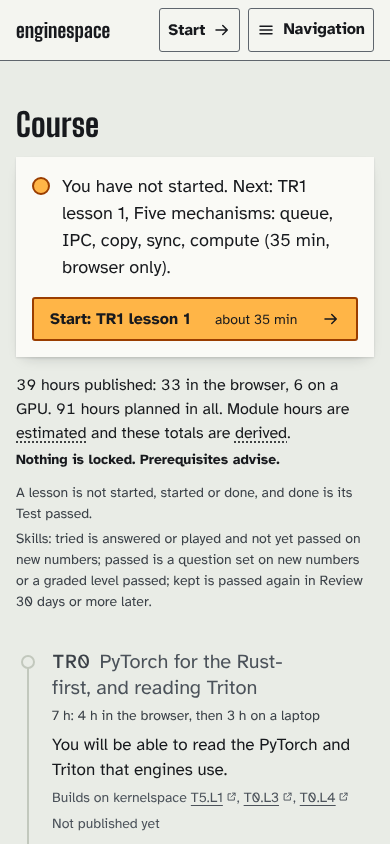 enginespace
Start →
Navigation
Course
You have not started. Next: TR1
lesson 1, Five mechanisms: queue,
IPC, copy, sync, compute (35 min,
browser only).
Start: TR1 lesson 1 about 35 min →
39 hours published: 33 in the browser, 6 on a
GPU. 91 hours planned in all. Module hours are
estimated and these totals are derived.
Nothing is locked. Prerequisites advise.
A lesson is not started, started or done, and done is its
Test passed.
Skills: tried is answered or played and not yet passed on
new numbers; passed is a question set on new numbers
or a graded level passed; kept is passed again in Review
30 days or more later.
TR0 PyTorch for the Rust-
first, and reading Triton
7 h: 4 h in the browser, then 3 h on a laptop
You will be able to read the PyTorch and
Triton that engines use.
Builds on kernelspace T5.L1, T0.L3, T0.L4
Not published yet